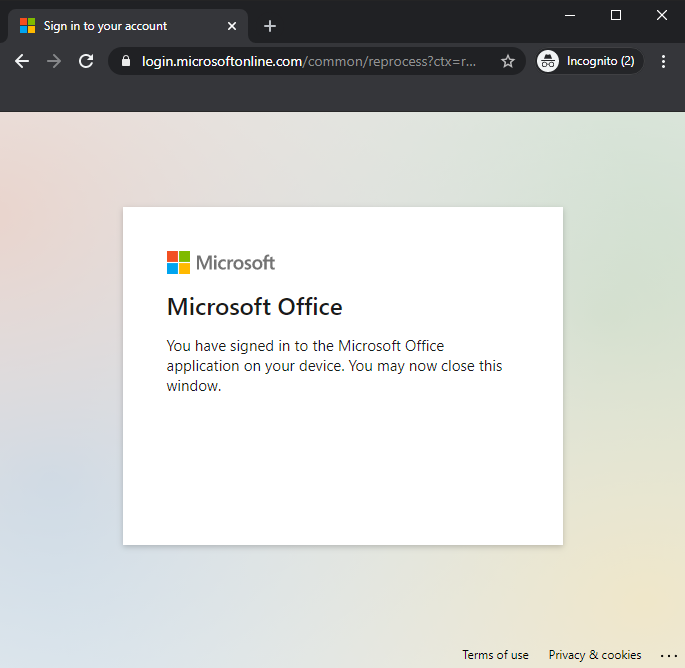 Sign in to your account
login.microsoftonline.com/common/reprocess?ctx=r...
Incognito (2)
Microsoft
Microsoft Office
You have signed in to the Microsoft Office
application on your device. You may now close this
window.
Terms of use Privacy & cookies ...